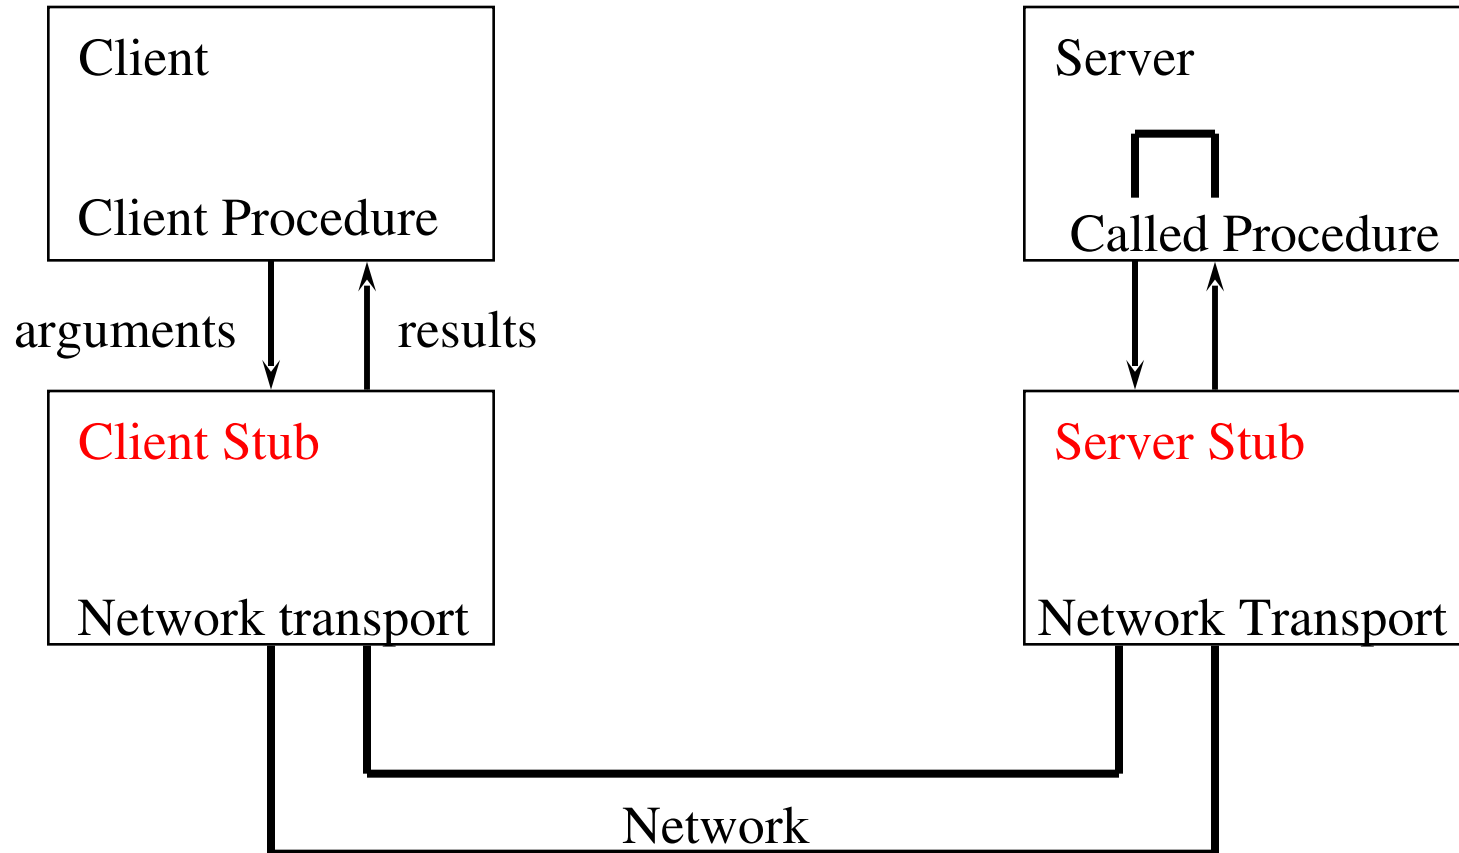 Client
Server
Client Procedure
Called Procedure
arguments
results
Client Stub
Server Stub
Network transport
Network Transport
Network